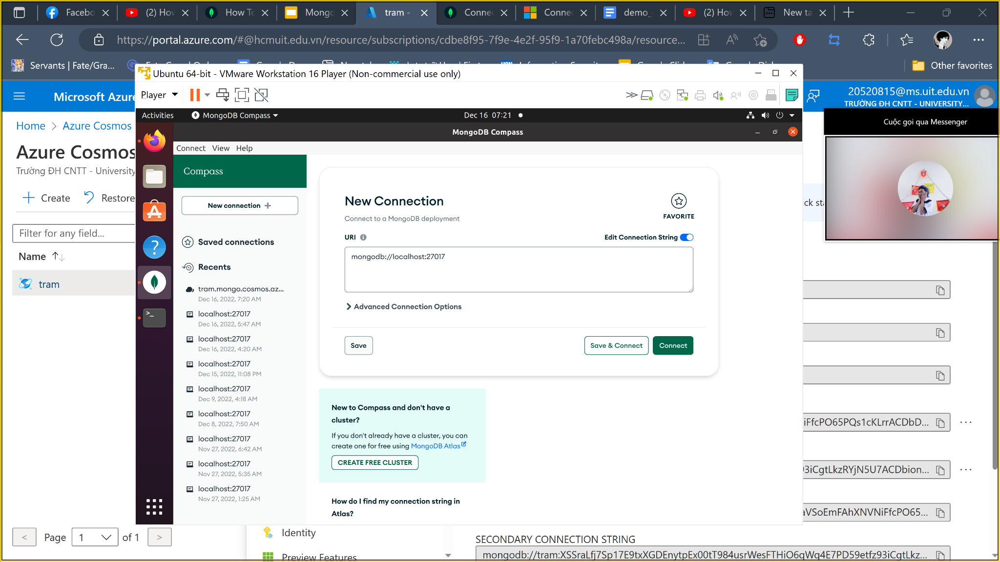 Facebo
(2) How
How To
Mongo
tram -
Connec
Connec
demo_
(2) How
New ta
https://portal.azure.com/#@hcmuit.edu.vn/resource/subscriptions/cdbe8f95-7f9e-4e2f-95f9-1a70febc498a/resource...
Servants | Fate/Gra...
Other favorites
Ubuntu 64-bit - VMware Workstation 16 Player (Non-commercial use only)
Player
Microsoft Azure
20520815@ms.uit.edu.vn
TRƯỜNG ĐH CNTT - UNIVERSITY...
Activities
MongoDB Compass
Dec 16 07:21
Cuộc gọi qua Messenger
Home > Azure Cosmos
MongoDB Compass
Azure Cosmos
Trường ĐH CNTT - University
Connect View Help
Compass
Create
Restore
New connection
New Connection
Connect to a MongoDB deployment
FAVORITE
ck sta
Filter for any field...
URI
Edit Connection String
Saved connections
Name
mongodb://localhost:27017
Recents
tram
tram.mongo.cosmos.az...
Dec 16, 2022, 7:20 AM
Advanced Connection Options
localhost:27017
Dec 16, 2022, 5:47 AM
localhost:27017
Dec 16, 2022, 4:20 AM
Save
Save & Connect
Connect
localhost:27017
Dec 15, 2022, 11:08 PM
localhost:27017
Dec 9, 2022, 4:18 AM
localhost:27017
Dec 8, 2022, 7:50 AM
localhost:27017
Nov 27, 2022, 6:42 AM
localhost:27017
Nov 27, 2022, 5:35 AM
localhost:27017
Nov 27, 2022, 1:25 AM
New to Compass and don't have a
cluster?
If you don't already have a cluster, you can
create one for free using MongoDB Atlas
CREATE FREE CLUSTER
How do I find my connection string in
Atlas?
iFfcPO65PQs1cKLrrACDbD...
93iCgtLkzRYjN5U7ACDbion...
aVSoEmFAhXNVNiFfcPO65...
< Page 1 of 1 >
Identity
Preview Features
SECONDARY CONNECTION STRING
mongodb://tram:XSSraLfj7Sp17E9txXGDEnytpEx00tT984usrWesFTHiO6qWq4E7PD59etfz93iCgtLkz...